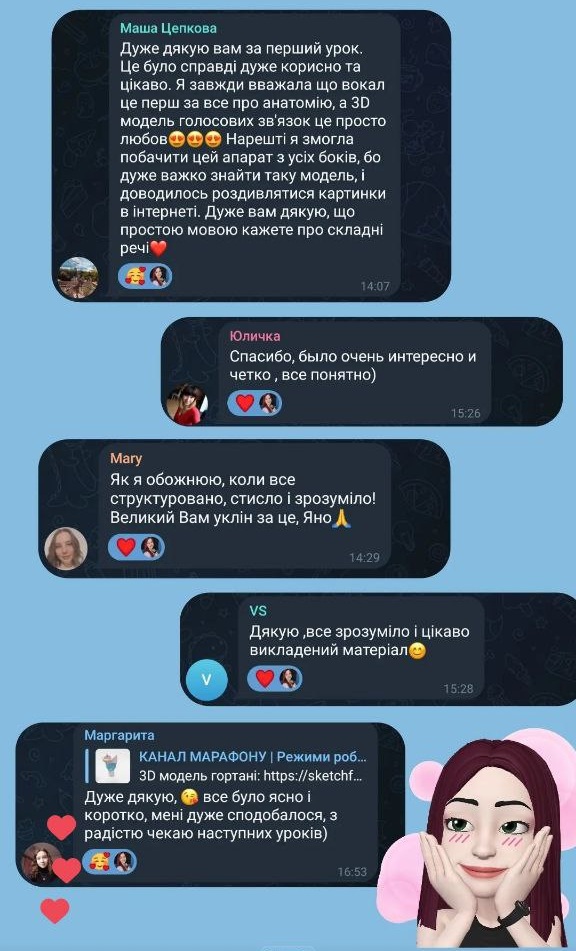 Маша Цепкова
Дуже дякую вам за перший урок.
Це було справді дуже корисно та
цікаво. Я завжди вважала що вокал
це перш за все про анатомію, а 3D
модель голосових зв'язок це просто
любов😍😍😍 Нарешті я змогла
побачити цей апарат з усіх боків, бо
дуже важко знайти таку модель, і
доводилось роздивлятися картинки
в інтернеті. Дуже вам дякую, що
простою мовою кажете про складні
речі❤️
14:07
Юличка
Спасибо, было очень интересно и
четко , все понятно)
15:26
Mary
Як я обожнюю, коли все
структуровано, стисло і зрозуміло!
Великий Вам уклін за це, Яно🙏
14:29
VS
Дякую ,все зрозуміло і цікаво
викладений матеріал😊
V
15:28
Маргарита
КАНАЛ МАРАФОНУ | Режими роб...
3D модель гортані: https://sketchf...
Дуже дякую, 😘 все було ясно і
коротко, мені дуже сподобалося, з
радістю чекаю наступних уроків)
16:53